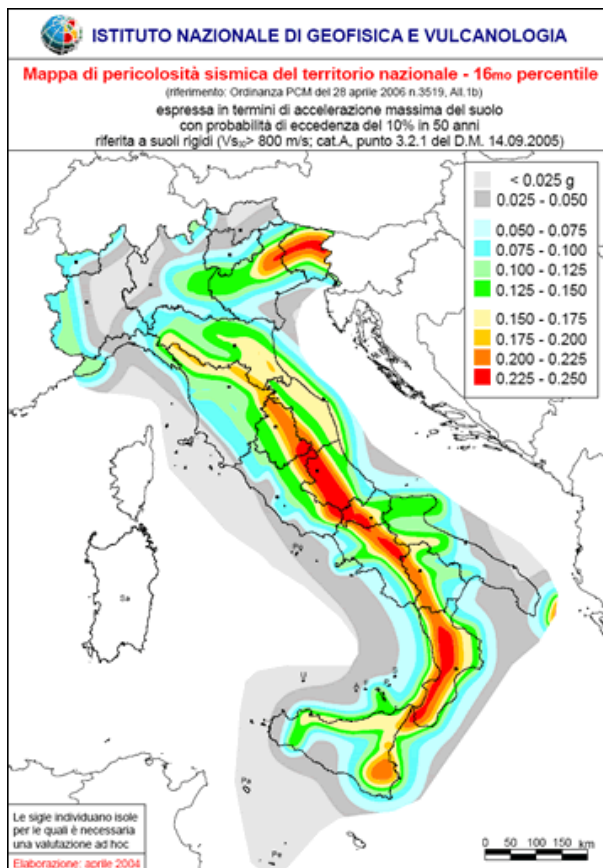 ISTITUTO NAZIONALE DI GEOFISICA E VULCANOLOGIA
Mappa di pericolosità sismica del territorio nazionale - 16mo percentile
(riferimento: Ordinanza PCM del 28 aprile 2006 n.3519, All.1b)
espressa in termini di accelerazione massima del suolo
con probabilità di eccedenza del 10% in 50 anni
riferita a suoli rigidi (Vs30> 800 m/s; cat.A, punto 3.2.1 del D.M. 14.09.2005)
< 0.025 g
0.025 - 0.050
0.050 - 0.075
0.075 - 0.100
0.100 - 0.125
0.125 - 0.150
0.150 - 0.175
0.175 - 0.200
0.200 - 0.225
0.225 - 0.250
Sa
U
S
Pa
Pe
Le sigle individuano isole
per le quali è necessaria
una valutazione ad hoc
Elaborazione: aprile 2004
0 50 100 150
km